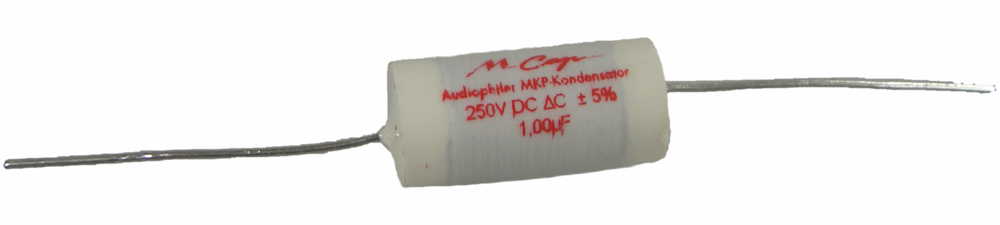 M Cap
Audiophiler MKP-Kondensator
250V DC ΔC ± 5%
1,00µF